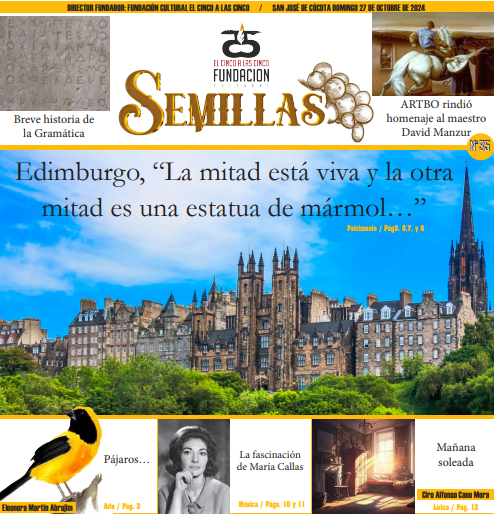 DIRECTOR FUNDADOR: FUNDACIÓN CULTURAL EL CINCO A LAS CINCO / SAN JOSÉ DE CÚCUTA DOMINGO 27 DE OCTUBRE DE 2024
EL CINCO A LAS CINCO
FUNDACION
CULTURAL
SEMILLAS
Breve historia de
la Gramática
ARTBO rindió
homenaje al maestro
David Manzur
Nº 35
Edimburgo, “La mitad está viva y la otra
mitad es una estatua de mármol…”
Patrimonio / Págs. 6,7. y 8
Pájaros…
Eleonora Martin Abrajim
Arte / Pág. 3
La fascinación
de María Callas
Música / Pags. 10 y 11
Mañana
soleada
Ciro Alfonso Cano Mora
Lírica / Pág. 12